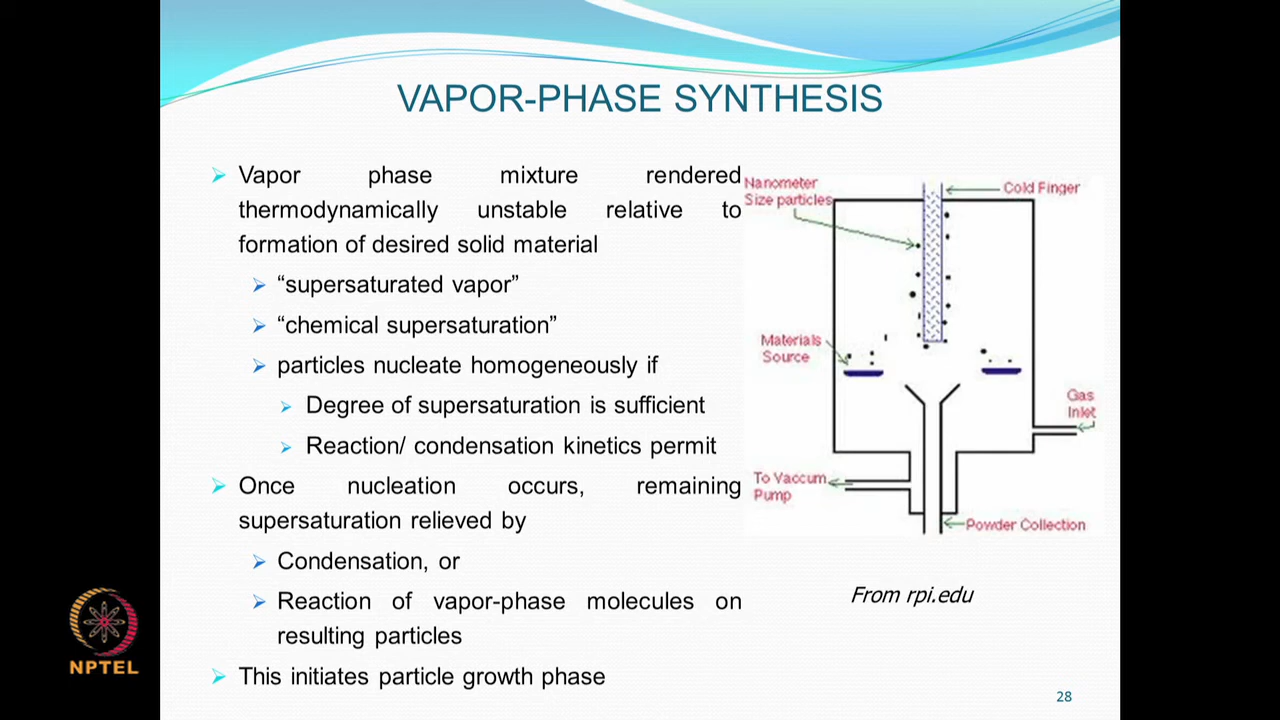 VAPOR-PHASE SYNTHESIS
Vapor phase mixture rendered
thermodynamically unstable relative to
formation of desired solid material
“supersaturated vapor”
“chemical supersaturation”
particles nucleate homogeneously if
Degree of supersaturation is sufficient
Reaction/ condensation kinetics permit
Once nucleation occurs, remaining
supersaturation relieved by
Condensation, or
Reaction of vapor-phase molecules on
resulting particles
This initiates particle growth phase
Nanometer
Size particles
Cold Finger
Materials
Source
Gas
Inlet
To Vaccum
Pump
Powder Collection
From rpi.edu
NPTEL
28